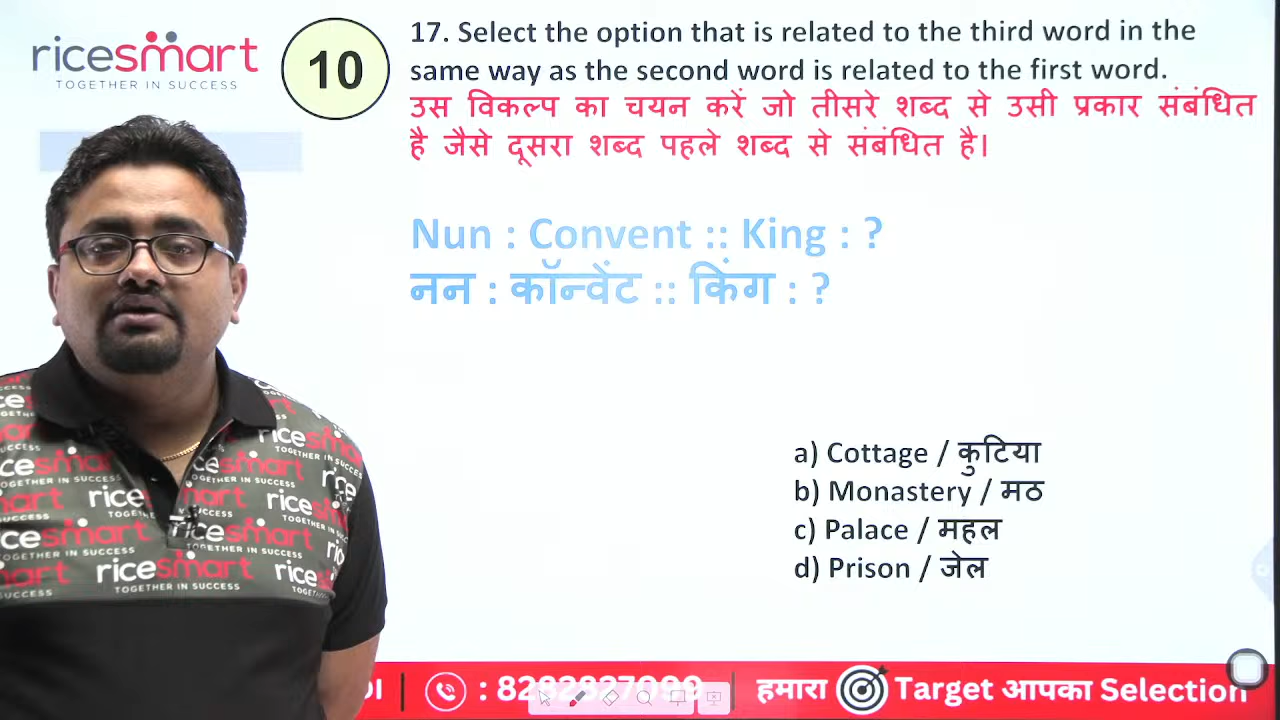 ricesmart
TOGETHER IN SUCCESS
10
17. Select the option that is related to the third word in the
same way as the second word is related to the first word.
उस विकल्प का चयन करें जो तीसरे शब्द से उसी प्रकार संबंधित
है जैसे दूसरा शब्द पहले शब्द से संबंधित है।
Nun : Convent :: King : ?
नन : कॉन्वेंट :: किंग : ?
a) Cottage / कुटिया
b) Monastery / मठ
c) Palace / महल
d) Prison / जेल
: 8282827099
हमारा Target आपका Selection